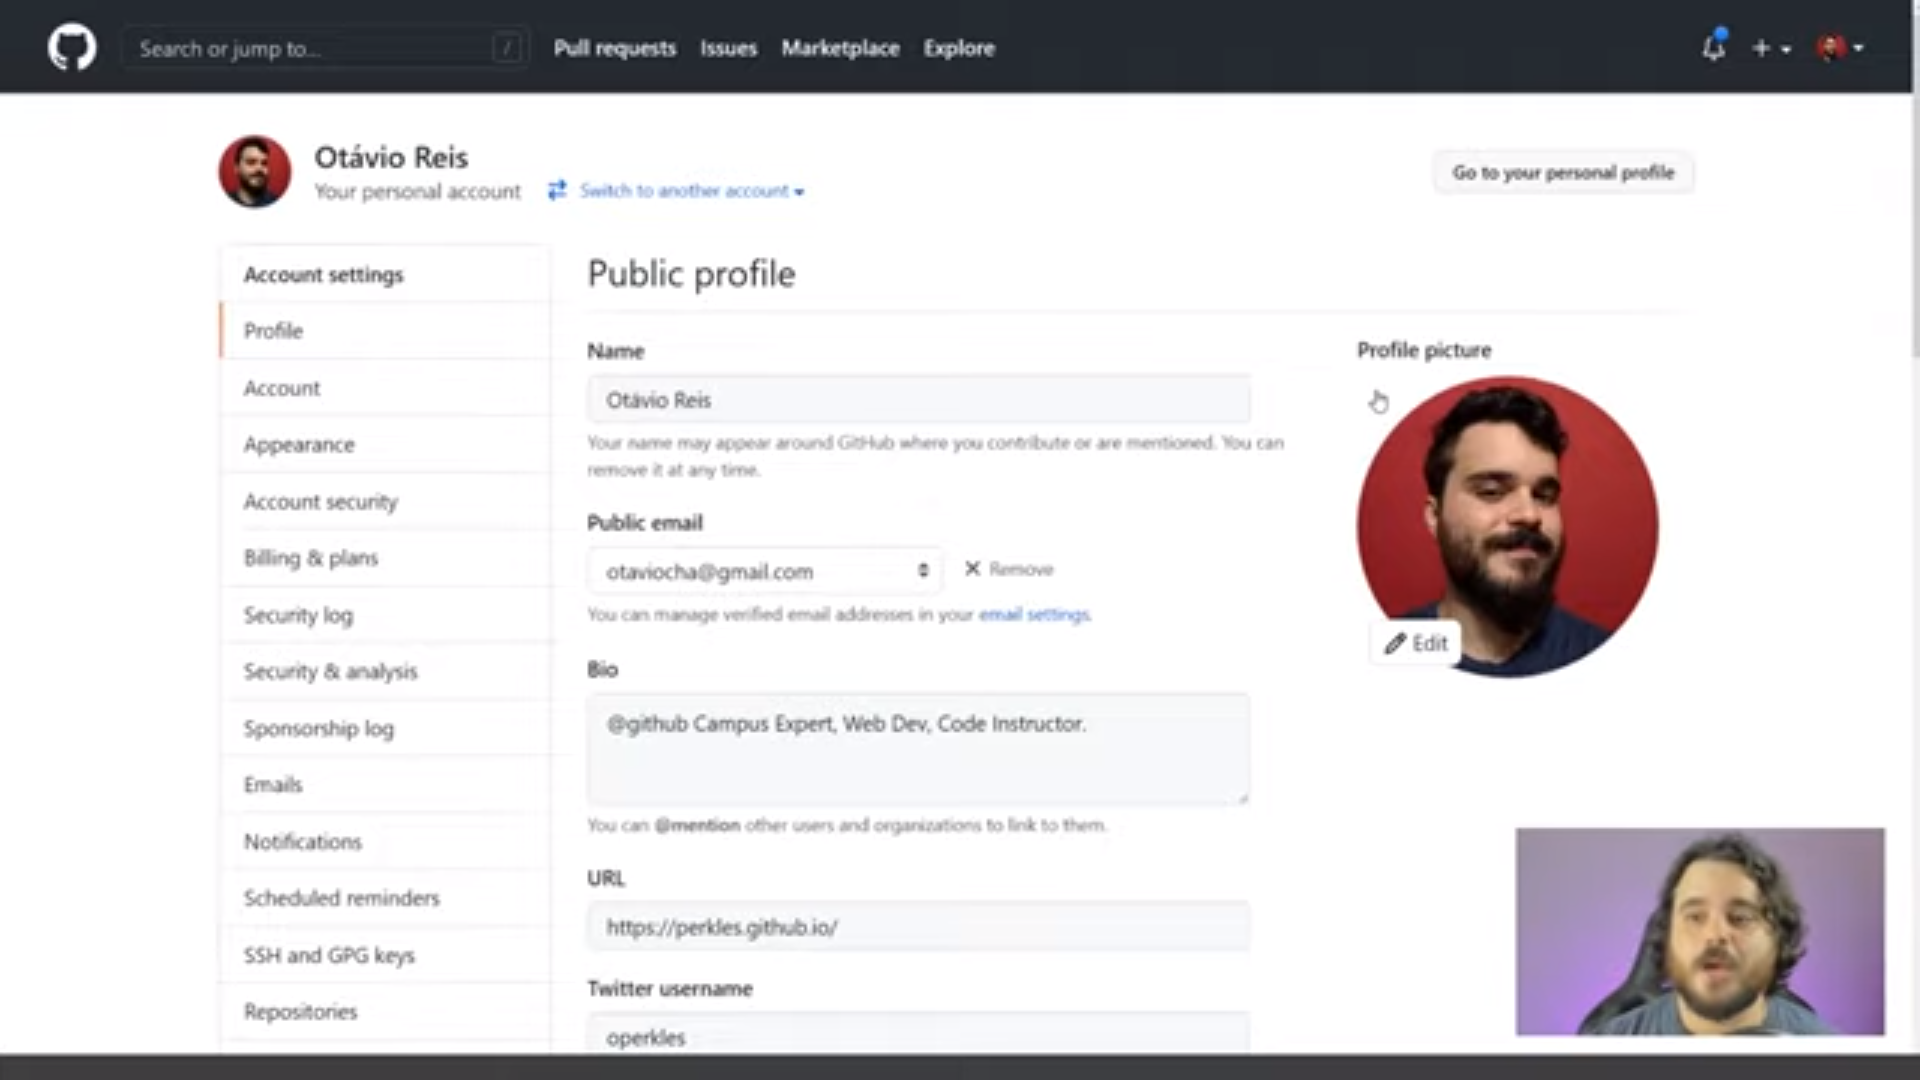 Search or jump to...
/
Pull requests
Issues
Marketplace
Explore
Otávio Reis
Your personal account
Switch to another account
Go to your personal profile
Account settings
Profile
Account
Appearance
Account security
Billing & plans
Security log
Security & analysis
Sponsorship log
Emails
Notifications
Scheduled reminders
SSH and GPG keys
Repositories
Public profile
Name
Otávio Reis
Your name may appear around GitHub where you contribute or are mentioned. You can
remove it at any time.
Public email
otaviocha@gmail.com
Remove
You can manage verified email addresses in your email settings.
Bio
@github Campus Expert, Web Dev, Code Instructor.
You can @mention other users and organizations to link to them.
URL
https://perkles.github.io/
Twitter username
operkles
Profile picture
Edit